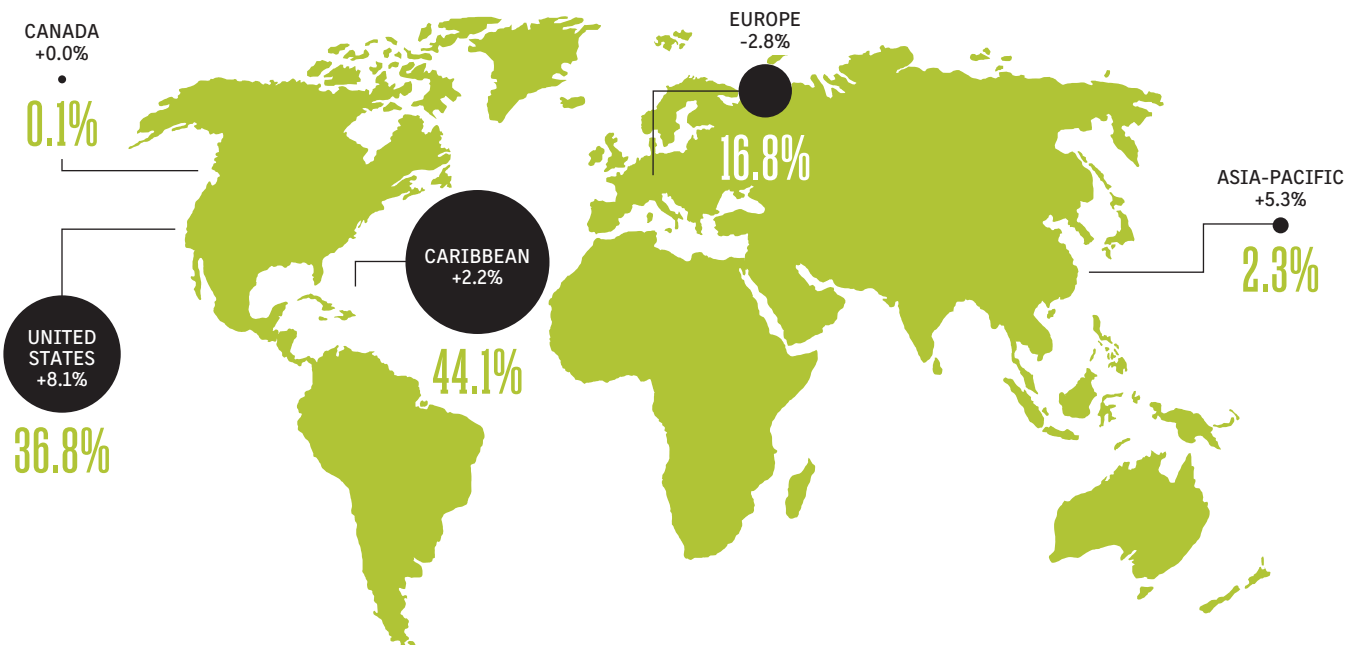 CANADA
+0.0%
0.1%
EUROPE
-2.8%
16.8%
ASIA-PACIFIC
+5.3%
2.3%
CARIBBEAN
+2.2%
44.1%
UNITED
STATES
+8.1%
36.8%